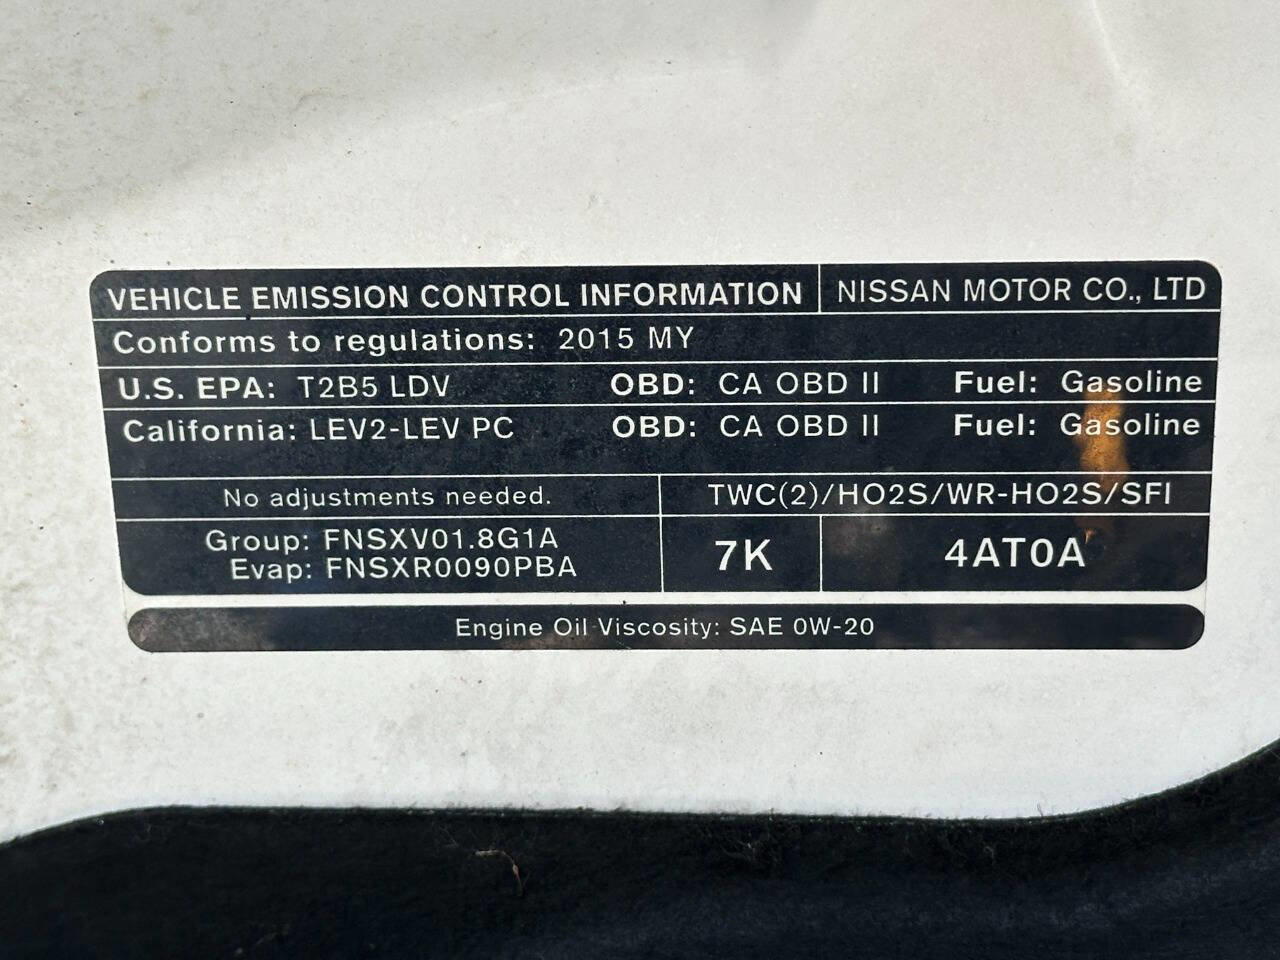 VEHICLE EMISSION CONTROL INFORMATION NISSAN MOTOR CO., LTD
Conforms to regulations: 2015 MY
U.S. EPA: T2B5 LDV OBD: CA OBD II Fuel: Gasoline
California: LEV2-LEV PC OBD: CA OBD II Fuel: Gasoline
No adjustments needed. TWC(2)/HO2S/WR-HO2S/SFI
Group: FNSXV01.8G1A
Evap: FNSXR0090PBA
7K 4AT0A
Engine Oil Viscosity: SAE 0W-20